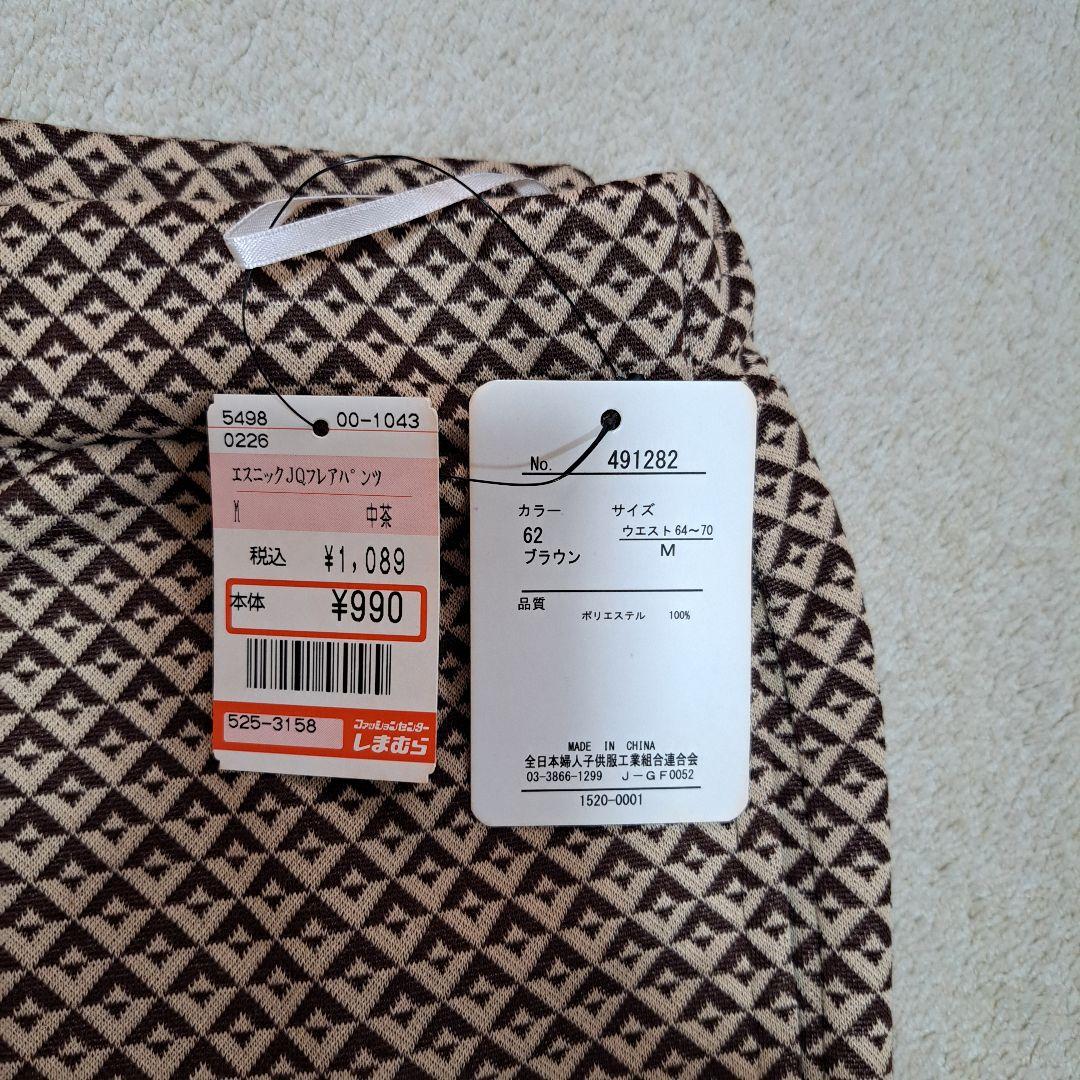 5498 00-1043
0226
エスニックJQフレアパンツ
M 中茶
税込 ¥1,089
本体 ¥990
525-3158
ファッションセンター
しまむら
No. 491282
カラー サイズ
62 ウエスト64~70
ブラウン M
品質
ポリエステル 100%
MADE IN CHINA
全日本婦人子供服工業組合連合会
03-3866-1299 J-GF0052
1520-0001